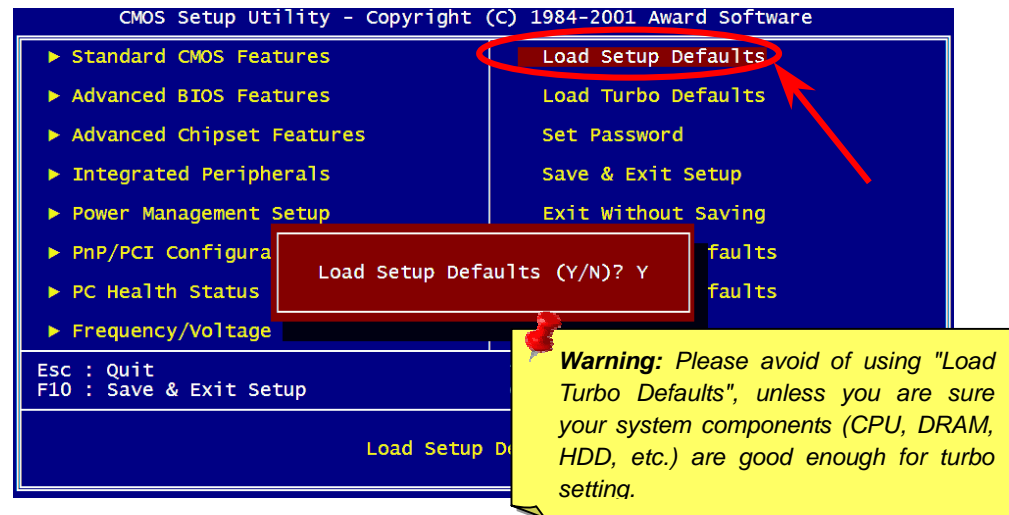 CMOS Setup Utility - Copyright (C) 1984-2001 Award Software
► Standard CMOS Features
► Advanced BIOS Features
► Advanced Chipset Features
► Integrated Peripherals
► Power Management Setup
► PnP/PCI Configura
► PC Health Status
► Frequency/Voltage
Load Setup Defaults
Load Turbo Defaults
Set Password
Save & Exit Setup
Exit Without Saving
faults
faults
Load Setup Defaults (Y/N)? Y
Esc : Quit
F10 : Save & Exit Setup
Load Setup De
Warning: Please avoid of using "Load
Turbo Defaults", unless you are sure
your system components (CPU, DRAM,
HDD, etc.) are good enough for turbo
setting.